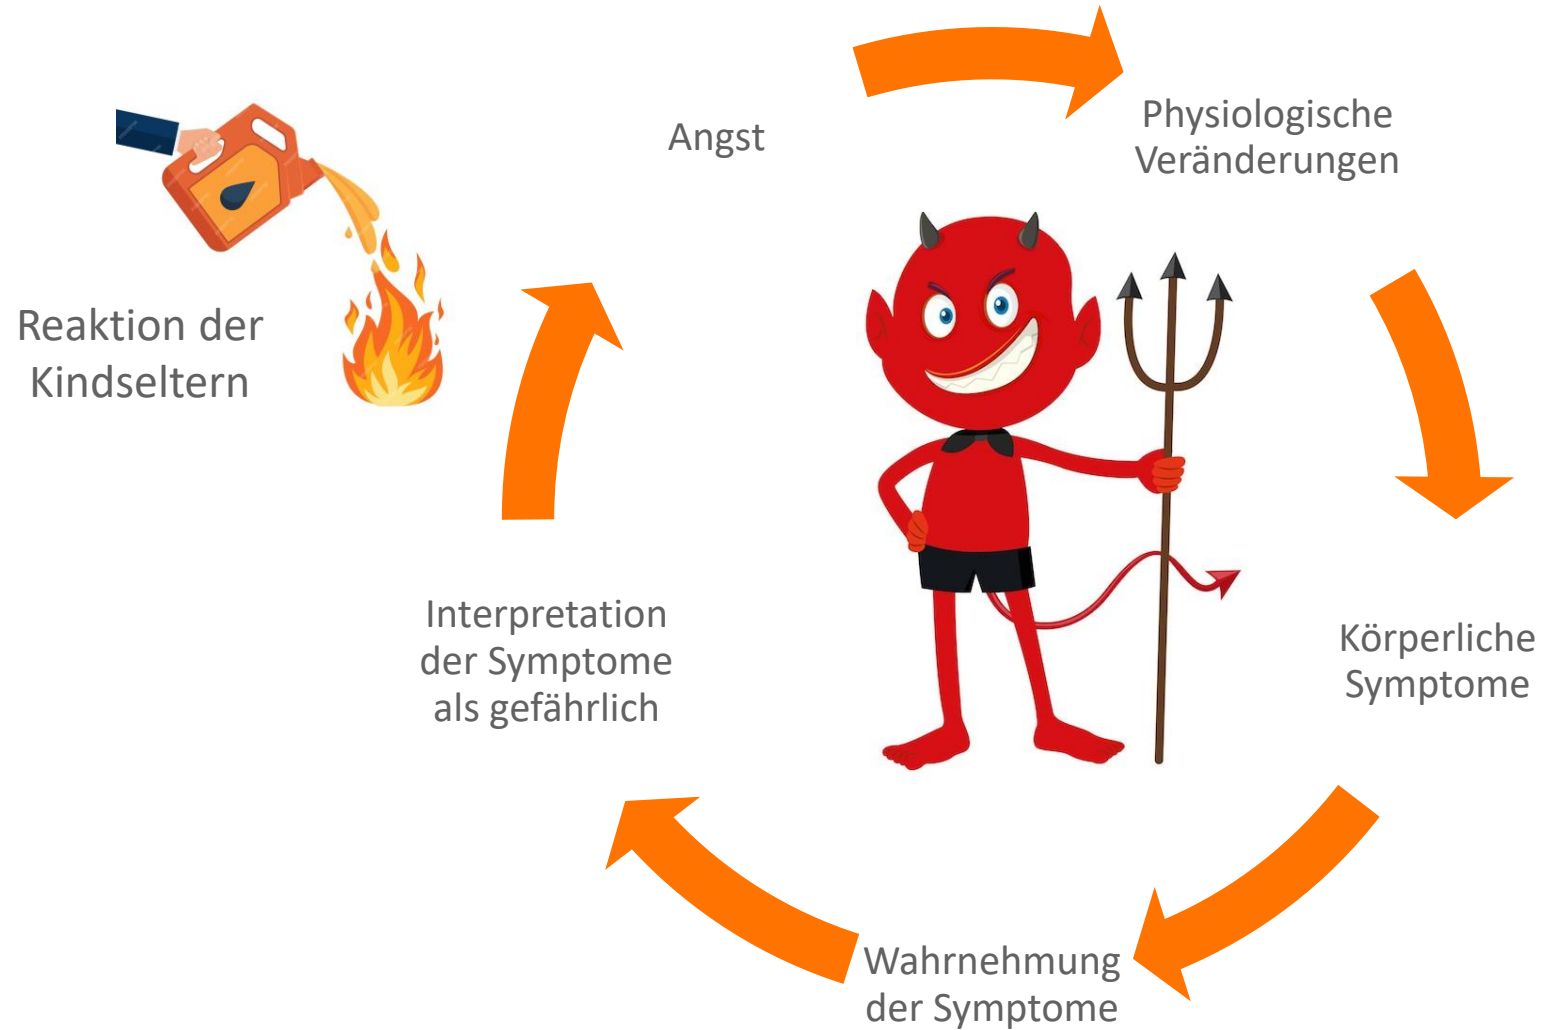 Angst
Physiologische
Veränderungen
Reaktion der
Kindseltern
Interpretation
der Symptome
als gefährlich
Körperliche
Symptome
Wahrnehmung
der Symptome